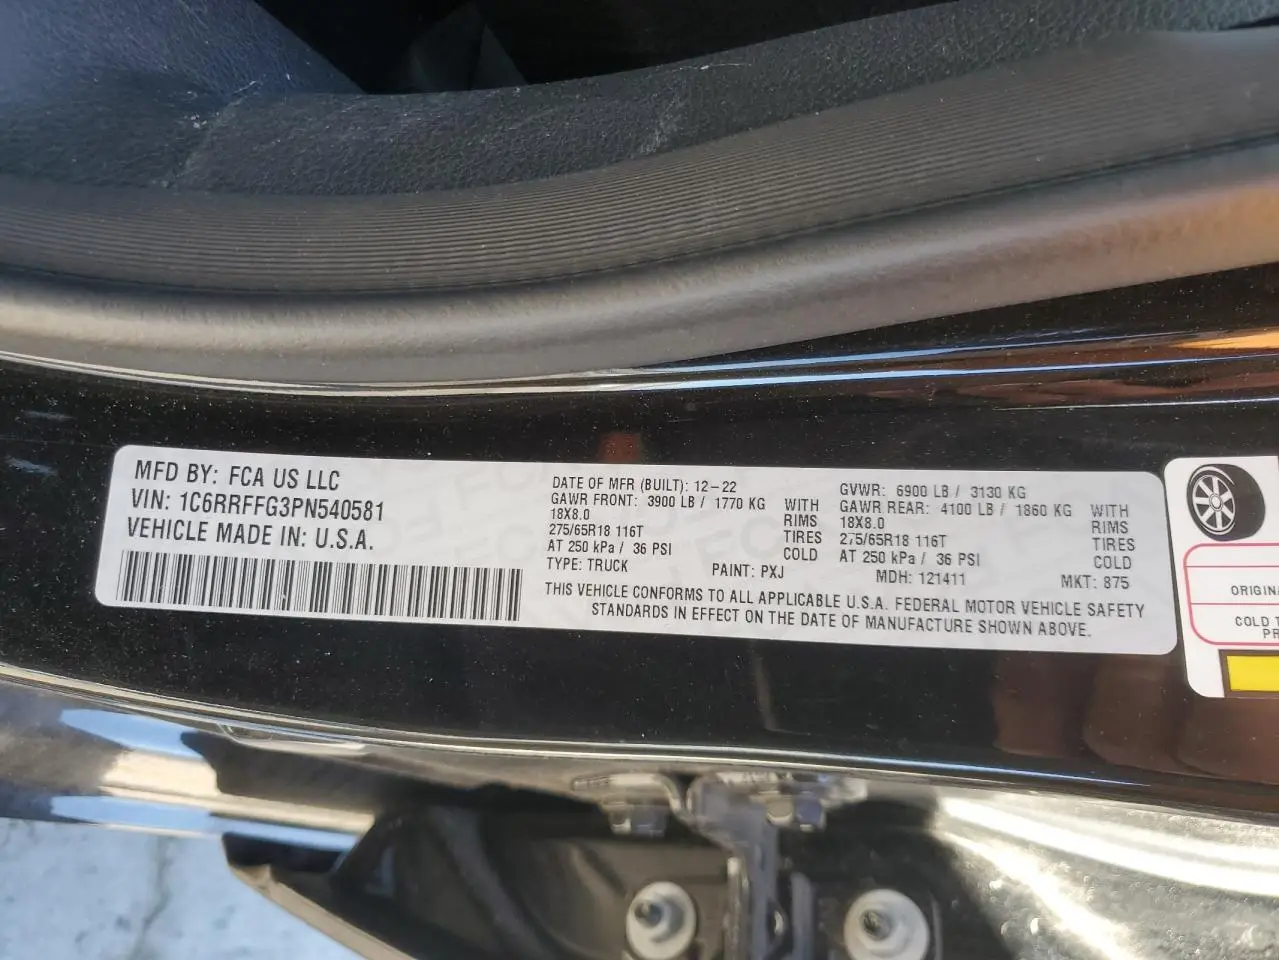 MFD BY: FCA US LLC
VIN: 1C6RRFFG3PN540581
VEHICLE MADE IN: U.S.A.
DATE OF MFR (BUILT): 12-22
GAWR FRONT: 3900 LB / 1770 KG WITH
18X8.0 RIMS
275/65R18 116T TIRES
AT 250 kPa / 36 PSI COLD
GVWR: 6900 LB / 3130 KG
GAWR REAR: 4100 LB / 1860 KG WITH
18X8.0 RIMS
275/65R18 116T TIRES
AT 250 kPa / 36 PSI COLD
TYPE: TRUCK PAINT: PXJ MDH: 121411 MKT: 875
THIS VEHICLE CONFORMS TO ALL APPLICABLE U.S.A. FEDERAL MOTOR VEHICLE SAFETY
STANDARDS IN EFFECT ON THE DATE OF MANUFACTURE SHOWN ABOVE.
ORIGIN
COLD T
PR